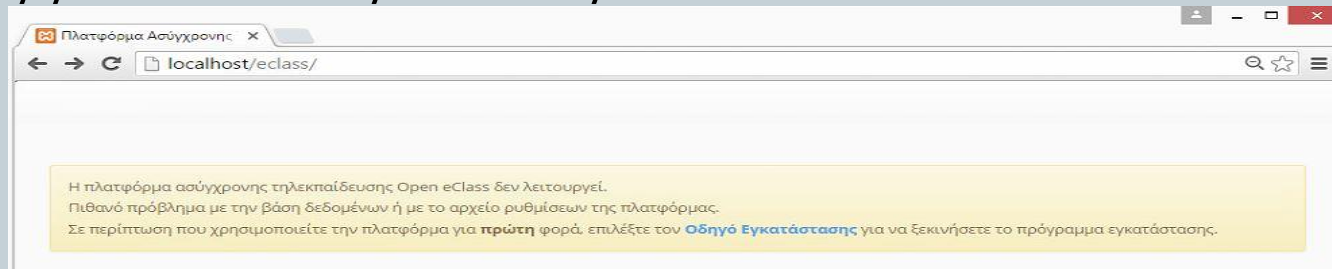 Πλατφόρμα Ασύγχρονης
localhost/eclass/
Η πλατφόρμα ασύγχρονης τηλεκπαίδευσης Open eClass δεν λειτουργεί.
Πιθανό πρόβλημα με την βάση δεδομένων ή με το αρχείο ρυθμίσεων της πλατφόρμας.
Σε περίπτωση που χρησιμοποιείτε την πλατφόρμα για πρώτη φορά, επιλέξτε τον Οδηγό Εγκατάστασης για να ξεκινήσετε το πρόγραμμα εγκατάστασης.